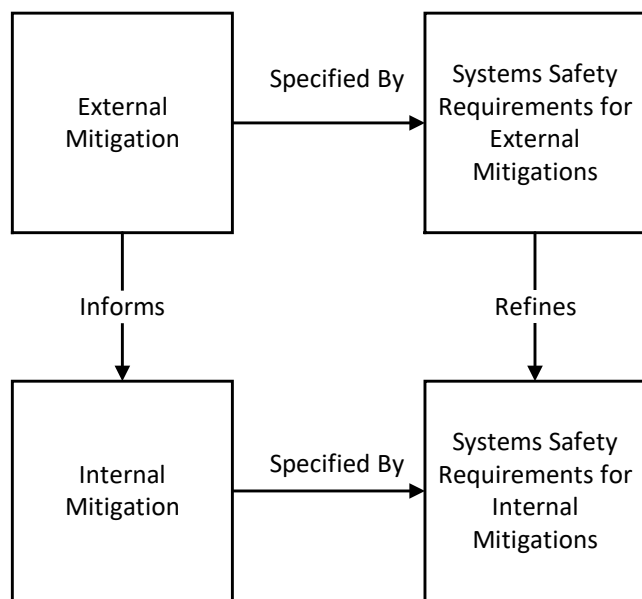 External
Mitigation
Specified By
Systems Safety
Requirements for
External
Mitigations
Informs
Refines
Internal
Mitigation
Specified By
Systems Safety
Requirements for
Internal
Mitigations